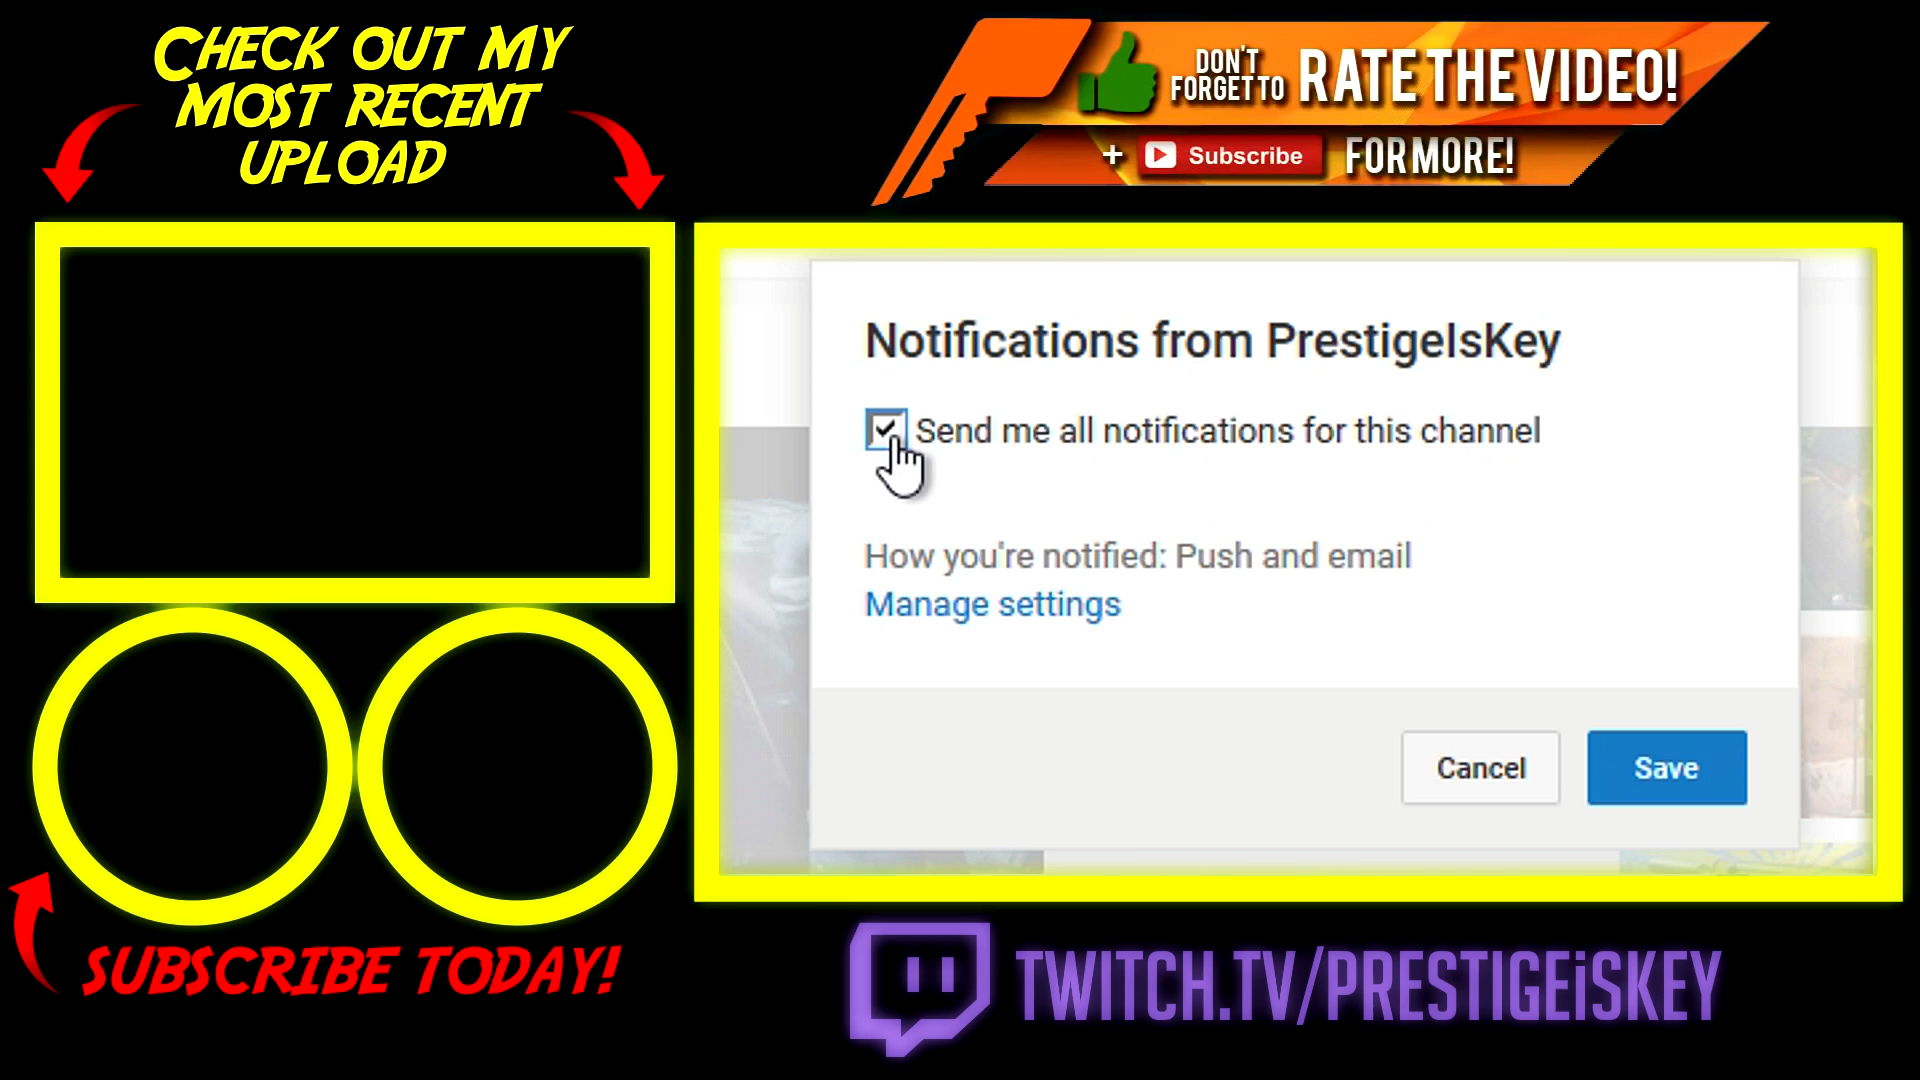 CHECK OUT MY
MOST RECENT
UPLOAD
DON'T
FORGET TO
RATE THE VIDEO!
+ Subscribe FOR MORE!
Notifications from PrestigeIsKey
Send me all notifications for this channel
How you're notified: Push and email
Manage settings
Cancel
Save
SUBSCRIBE TODAY!
TWITCH.TV/PRESTIGEiSKEY